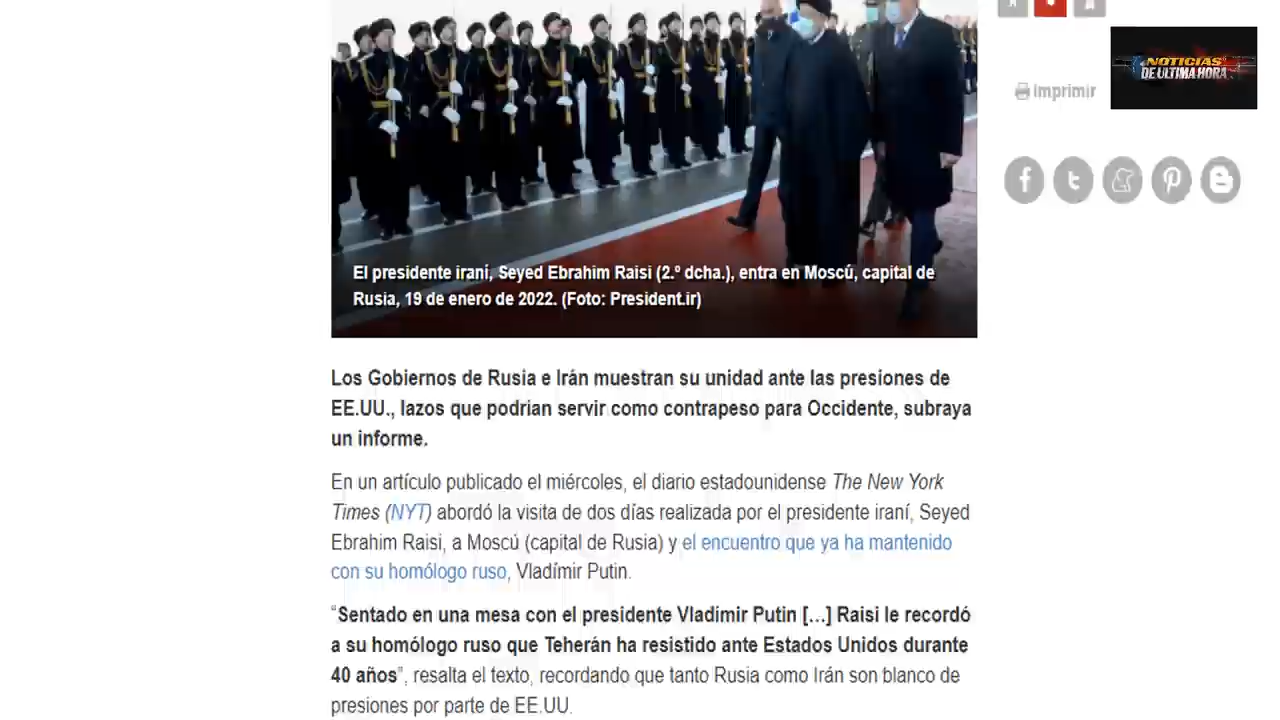 NOTICIAS
DE ULTIMA HORA
Imprimir
El presidente iraní, Seyed Ebrahim Raisi (2.º dcha.), entra en Moscú, capital de
Rusia, 19 de enero de 2022. (Foto: President.ir)
Los Gobiernos de Rusia e Irán muestran su unidad ante las presiones de
EE.UU., lazos que podrian servir como contrapeso para Occidente, subraya
un informe.
En un artículo publicado el miércoles, el diario estadounidense The New York
Times (NYT) abordó la visita de dos días realizada por el presidente iraní, Seyed
Ebrahim Raisi, a Moscú (capital de Rusia) y el encuentro que ya ha mantenido
con su homólogo ruso, Vladímir Putin.
“Sentado en una mesa con el presidente Vladimir Putin […] Raisi le recordó
a su homólogo ruso que Teherán ha resistido ante Estados Unidos durante
40 años”, resalta el texto, recordando que tanto Rusia como Irán son blanco de
presiones por parte de EE.UU.